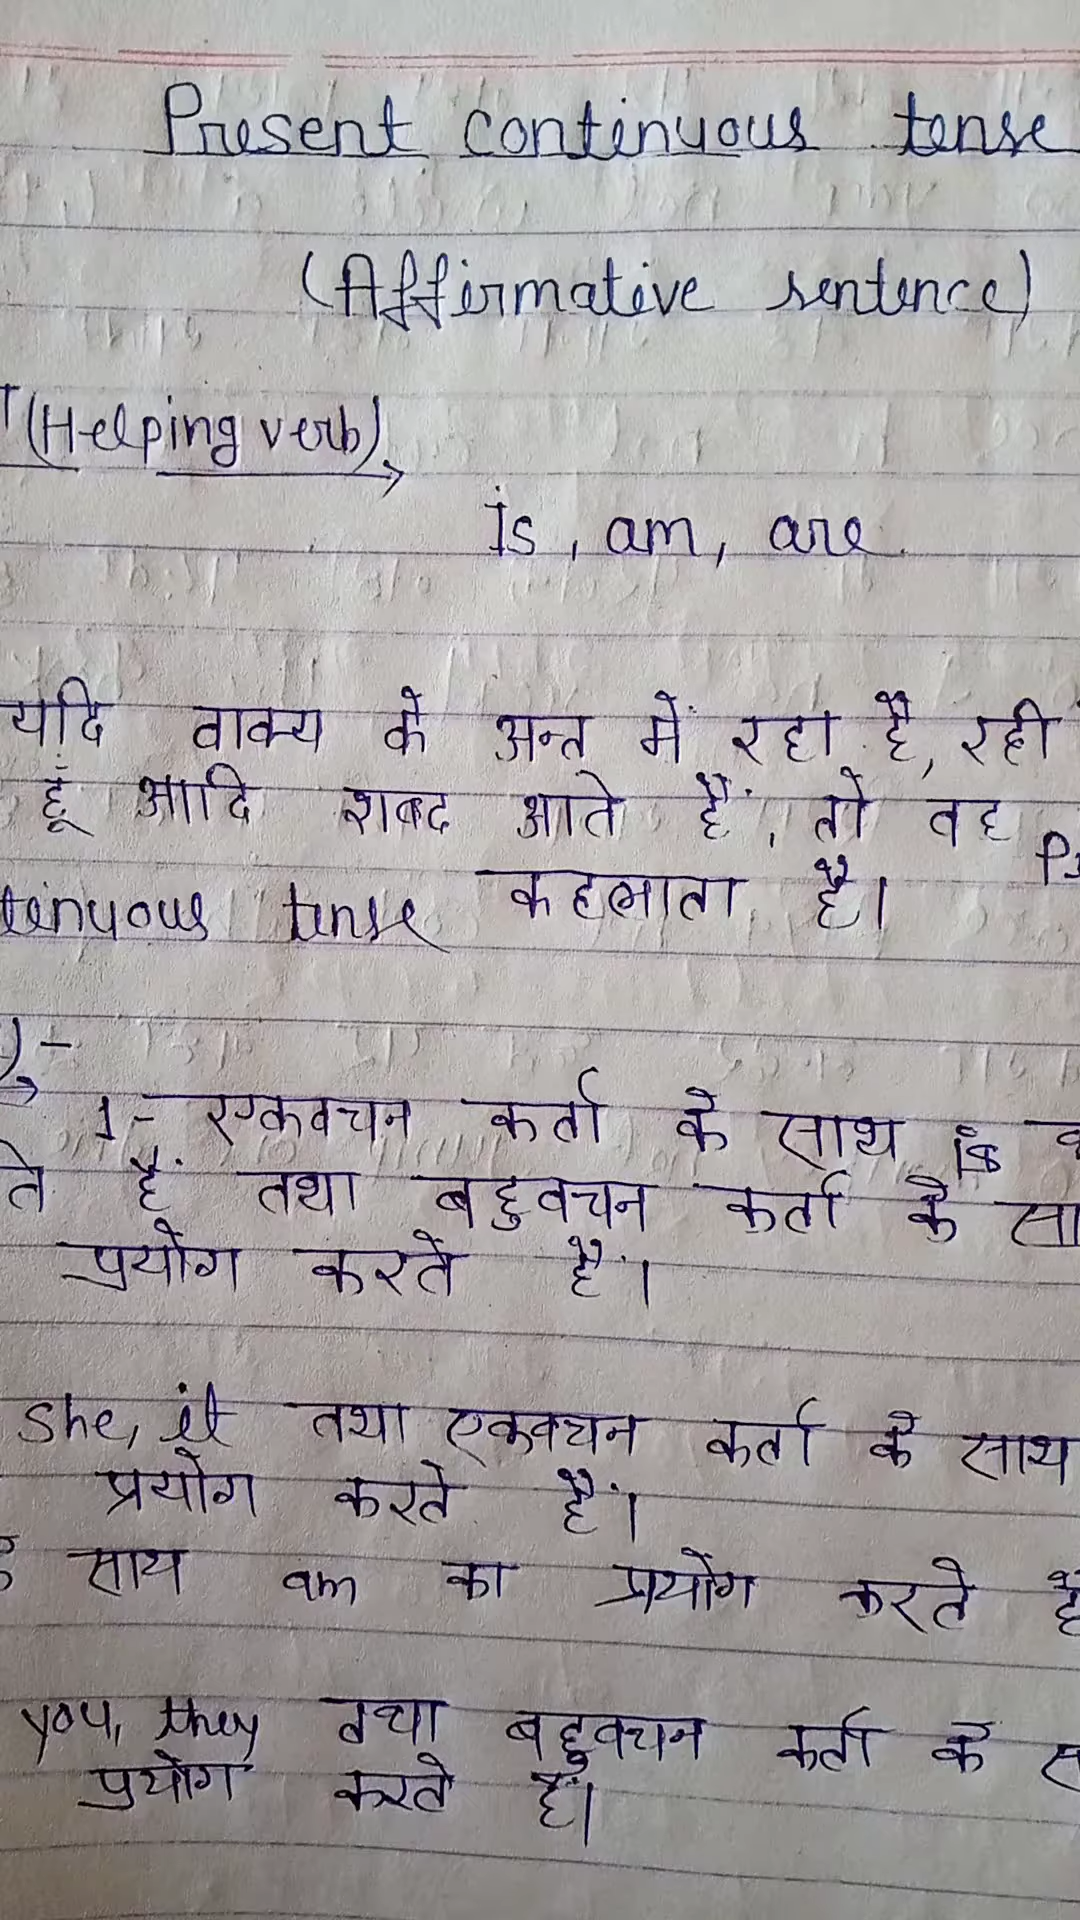 Present continuous tense
(Affirmative sentence)
(Helping verb)
is, am, are
यदि वाक्य के अन्त में रहा है, रही
हूँ आदि शब्द आते हैं, तो वह
tenuous tense कहलाता है।
1- एकवचन कर्ता के साथ is
ते हैं तथा बहुवचन कर्ता के सा
प्रयोग करते हैं।
she, it तथा एकवचन कर्ता के साथ
प्रयोग करते हैं।
साथ am का प्रयोग करते है
you, they तथा बहुवचन कर्ता के स
प्रयोग करते हैं।